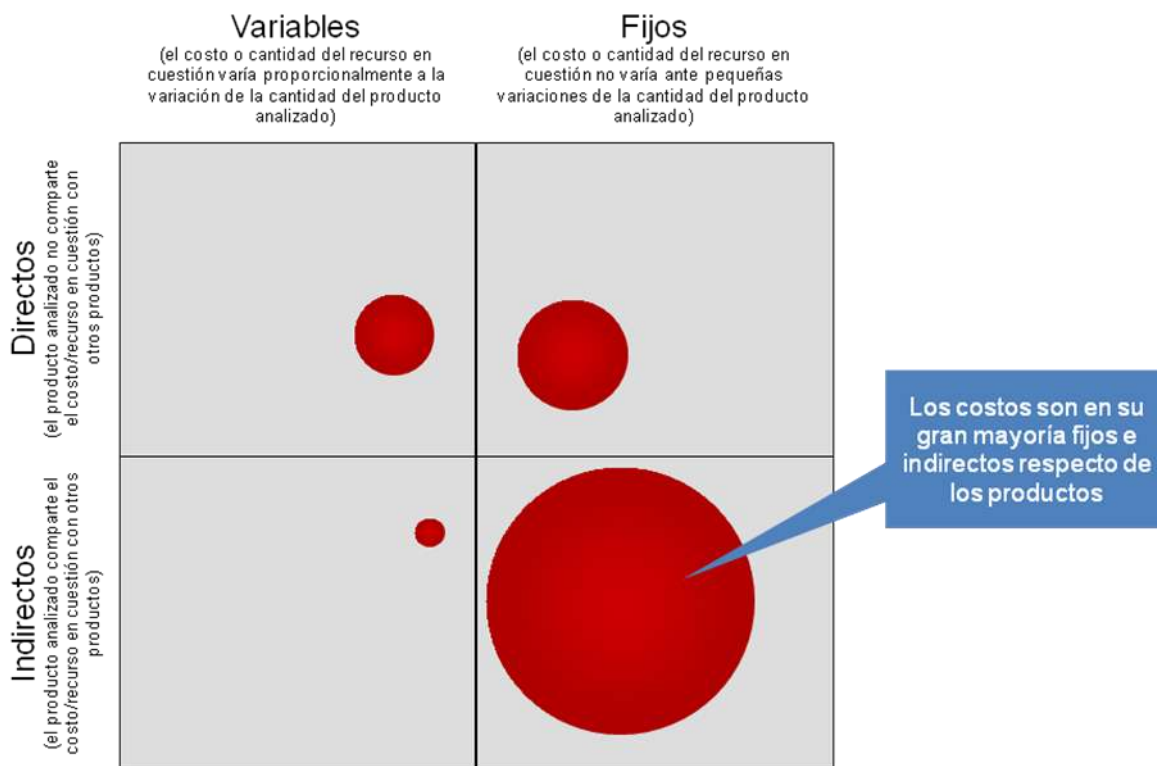 Variables
(el costo o cantidad del recurso en
cuestión varía proporcionalmente a la
variación de la cantidad del producto
analizado)
Fijos
(el costo o cantidad del recurso en
cuestión no varía ante pequeñas
variaciones de la cantidad del producto
analizado)
Directos
(el producto analizado no comparte
el costo/recurso en cuestión con
otros productos)
Indirectos
(el producto analizado comparte el
costo/recurso en cuestión con otros
productos)
Los costos son en su
gran mayoría fijos e
indirectos respecto de
los productos